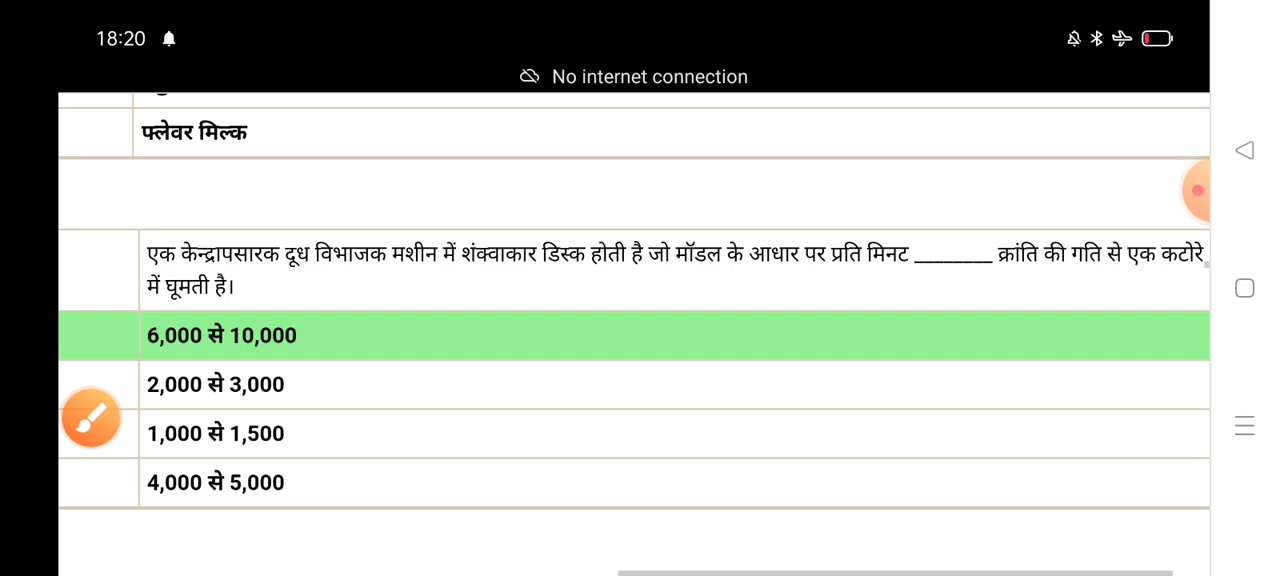 18:20
No internet connection
फ्लेवर मिल्क
एक केन्द्रापसारक दूध विभाजक मशीन में शंक्वाकार डिस्क होती है जो मॉडल के आधार पर प्रति मिनट ________ क्रांति की गति से एक कटोरे
में घूमती है।
6,000 से 10,000
2,000 से 3,000
1,000 से 1,500
4,000 से 5,000